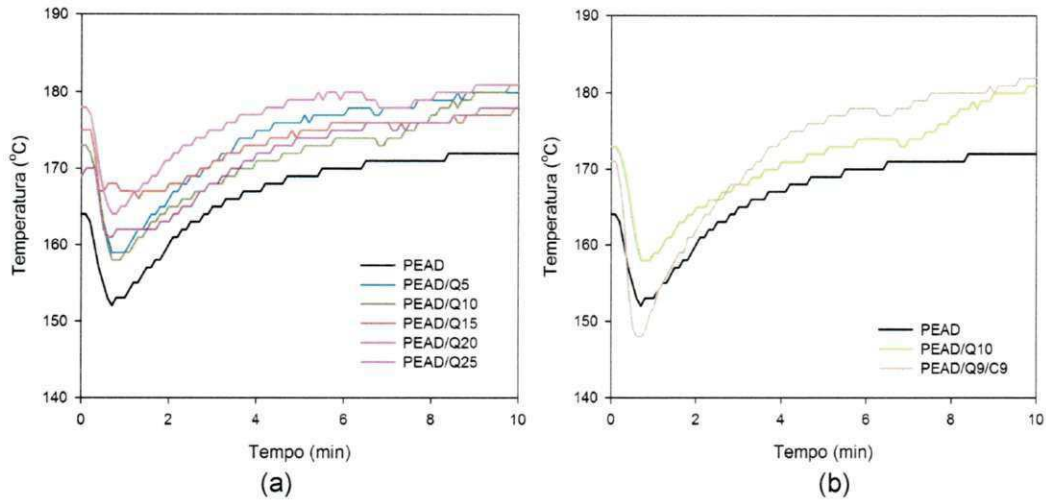 190
180
170
160
150
140
Temperatura (°C)
PEAD
PEAD/Q5
PEAD/Q10
PEAD/Q15
PEAD/Q20
PEAD/Q25
0
2
4
6
8
10
Tempo (min)
(a)
190
180
170
160
150
140
Temperatura (°C)
PEAD
PEAD/Q10
PEAD/Q9/C9
0
2
4
6
8
10
Tempo (min)
(b)